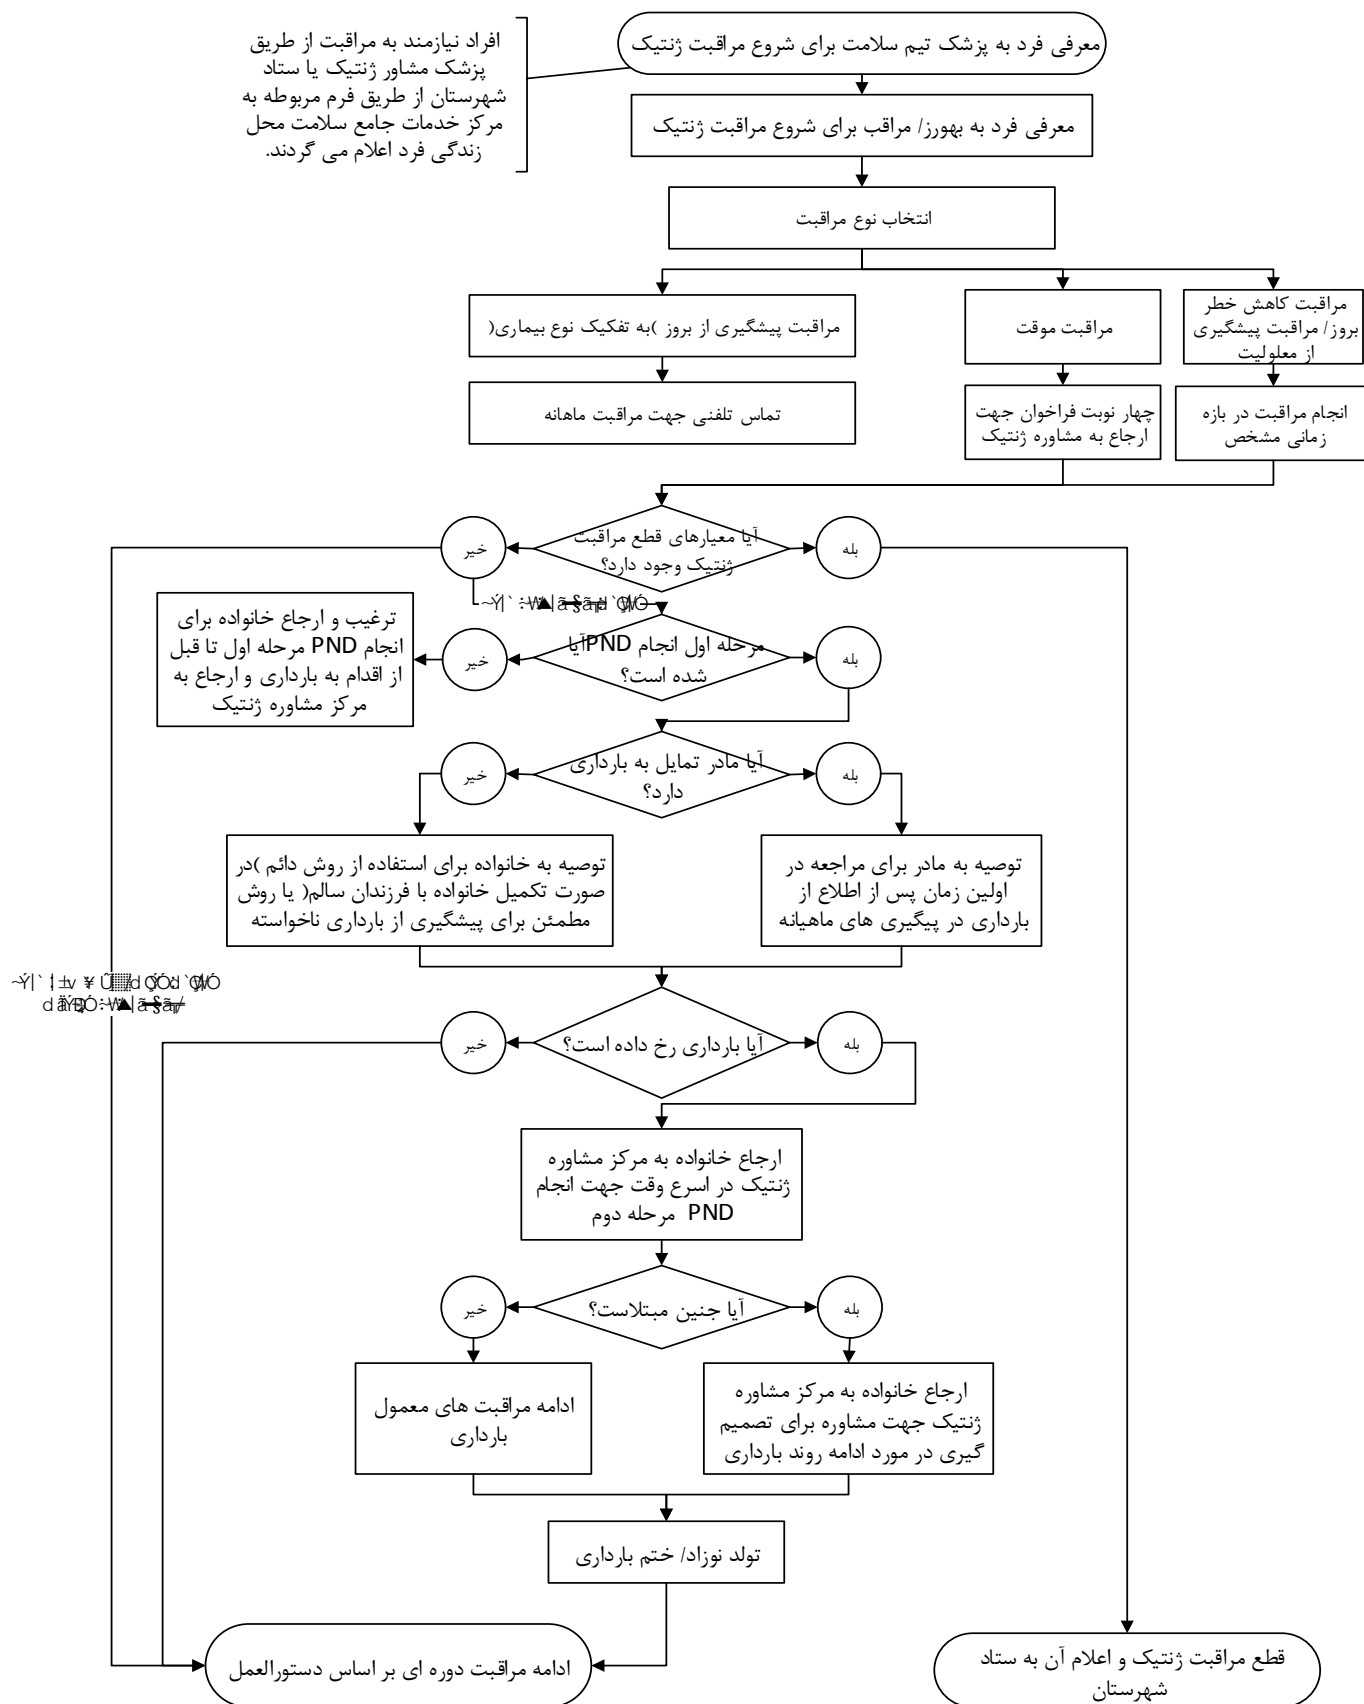 معرفی فرد به پزشک تیم سلامت برای شروع مراقبت ژنتیک
افراد نیازمند به مراقبت از طریق
پزشک مشاور ژنتیک یا ستاد
شهرستان از طریق فرم مربوطه به
مرکز خدمات جامع سلامت محل
زندگی فرد اعلام می گردند.
معرفی فرد به بهورز/ مراقب برای شروع مراقبت ژنتیک
انتخاب نوع مراقبت
مراقبت کاهش خطر
بروز/ مراقبت پیشگیری
از معلولیت
مراقبت موقت
مراقبت پیشگیری از بروز )به تفکیک نوع بیماری(
انجام مراقبت در بازه
زمانی مشخص
چهار نوبت فراخوان جهت
ارجاع به مشاوره ژنتیک
تماس تلفنی جهت مراقبت ماهانه
آیا معیارهای قطع مراقبت
ژنتیک وجود دارد؟
بله
خیر
مرحله اول انجام PNDآیا
شده است؟
بله
خیر
ترغیب و ارجاع خانواده برای
انجام PND مرحله اول تا قبل
از اقدام به بارداری و ارجاع به
مرکز مشاوره ژنتیک
آیا مادر تمایل به بارداری
دارد؟
بله
خیر
توصیه به مادر برای مراجعه در
اولین زمان پس از اطلاع از
بارداری در پیگیری های ماهیانه
توصیه به خانواده برای استفاده از روش دائم )در
صورت تکمیل خانواده با فرزندان سالم( یا روش
مطمئن برای پیشگیری از بارداری ناخواسته
آیا بارداری رخ داده است؟
بله
خیر
ارجاع خانواده به مرکز مشاوره
ژنتیک در اسرع وقت جهت انجام
PND مرحله دوم
آیا جنین مبتلاست؟
بله
خیر
ارجاع خانواده به مرکز مشاوره
ژنتیک جهت مشاوره برای تصمیم
گیری در مورد ادامه روند بارداری
ادامه مراقبت های معمول
بارداری
تولد نوزاد/ ختم بارداری
ادامه مراقبت دوره ای بر اساس دستورالعمل
قطع مراقبت ژنتیک و اعلام آن به ستاد
شهرستان